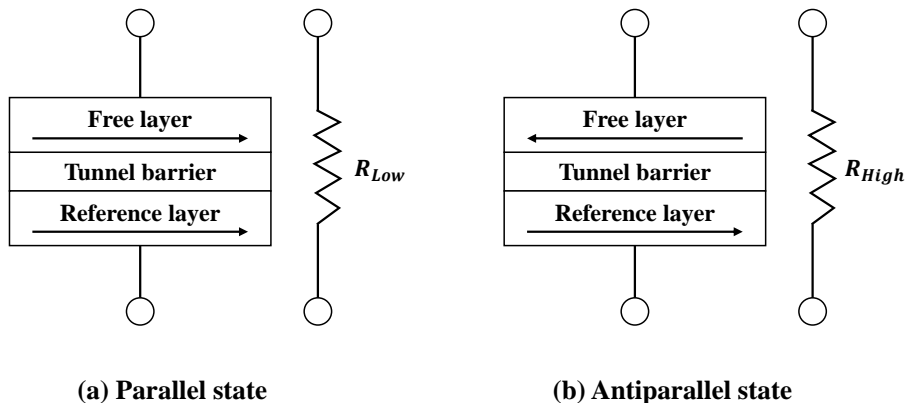 Free layer
Tunnel barrier
Reference layer
R_Low
Free layer
Tunnel barrier
Reference layer
R_High
(a) Parallel state
(b) Antiparallel state